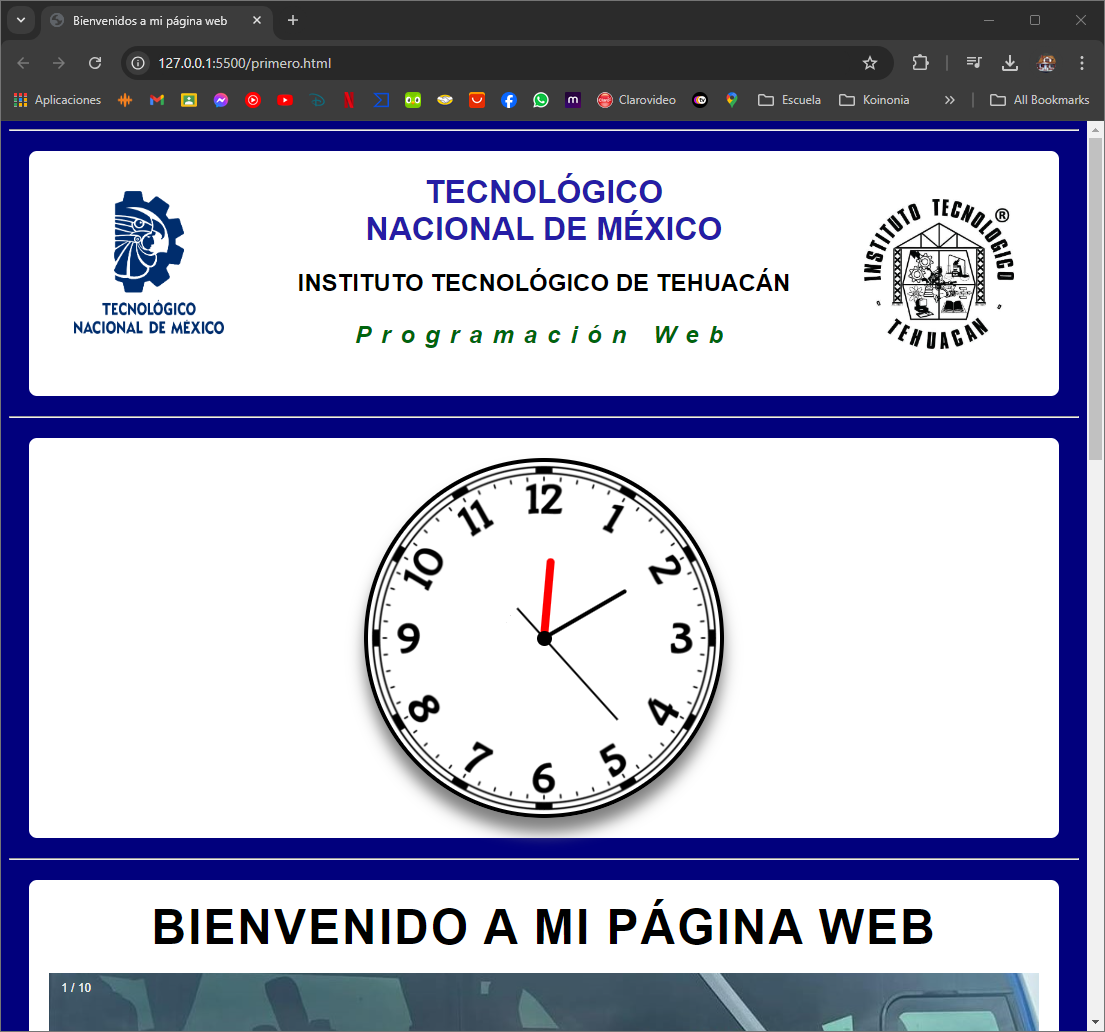 Bienvenidos a mi página web
127.0.0.1:5500/primero.html
Aplicaciones
Clarovideo
Escuela
Koinonia
All Bookmarks
TECNOLÓGICO
NACIONAL DE MÉXICO
TECNOLÓGICO
NACIONAL DE MÉXICO
INSTITUTO TECNOLÓGICO DE TEHUACÁN
Programación Web
INSTITUTO TECNOLOGICO ®
TEHUACAN
12
1
2
3
4
5
6
7
8
9
10
11
BIENVENIDO A MI PÁGINA WEB
1 / 10